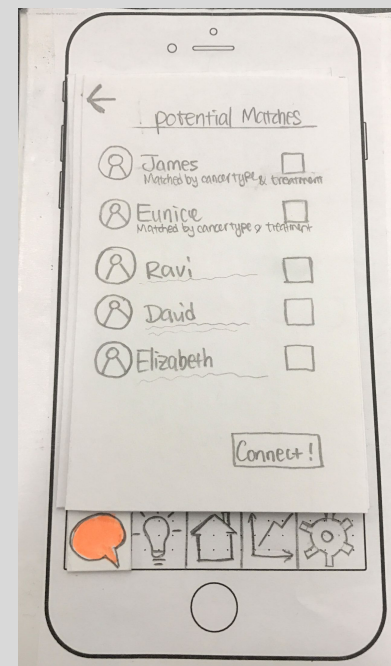 potential Matches
James
Matched by cancer type & treatment
Eunice
Matched by cancer type & treatment
Ravi
David
Elizabeth
Connect!